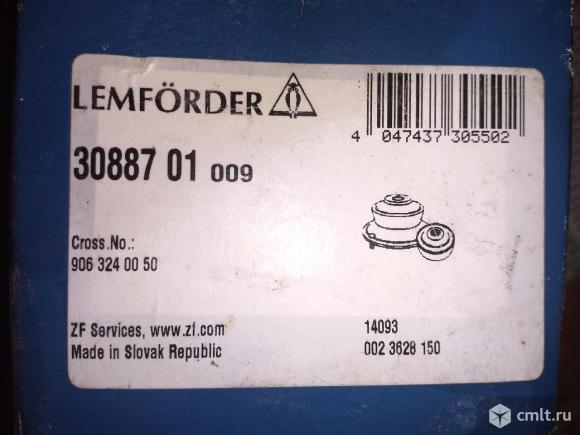 LEMFÖRDER
4 047437 305502
30887 01 009
Cross.No.:
906 324 00 50
ZF Services, www.zf.com
Made in Slovak Republic
14093
002 3628 150
cmlt.ru